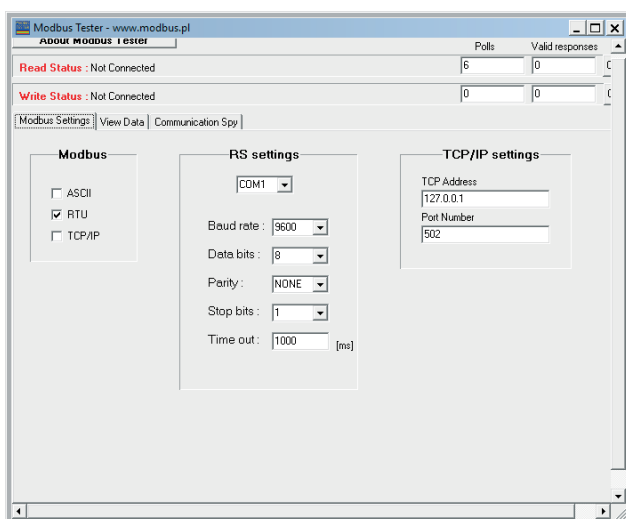 Modbus Tester - www.modbus.pl
About Modbus Tester
Polls Valid responses
Read Status : Not Connected 6 0
Write Status : Not Connected 0 0
Modbus Settings View Data Communication Spy
Modbus RS settings TCP/IP settings
COM1 TCP Address
ASCII 127.0.0.1
RTU Baud rate : 9600 Port Number
TCP/IP 502
Data bits : 8
Parity : NONE
Stop bits : 1
Time out : 1000 [ms]